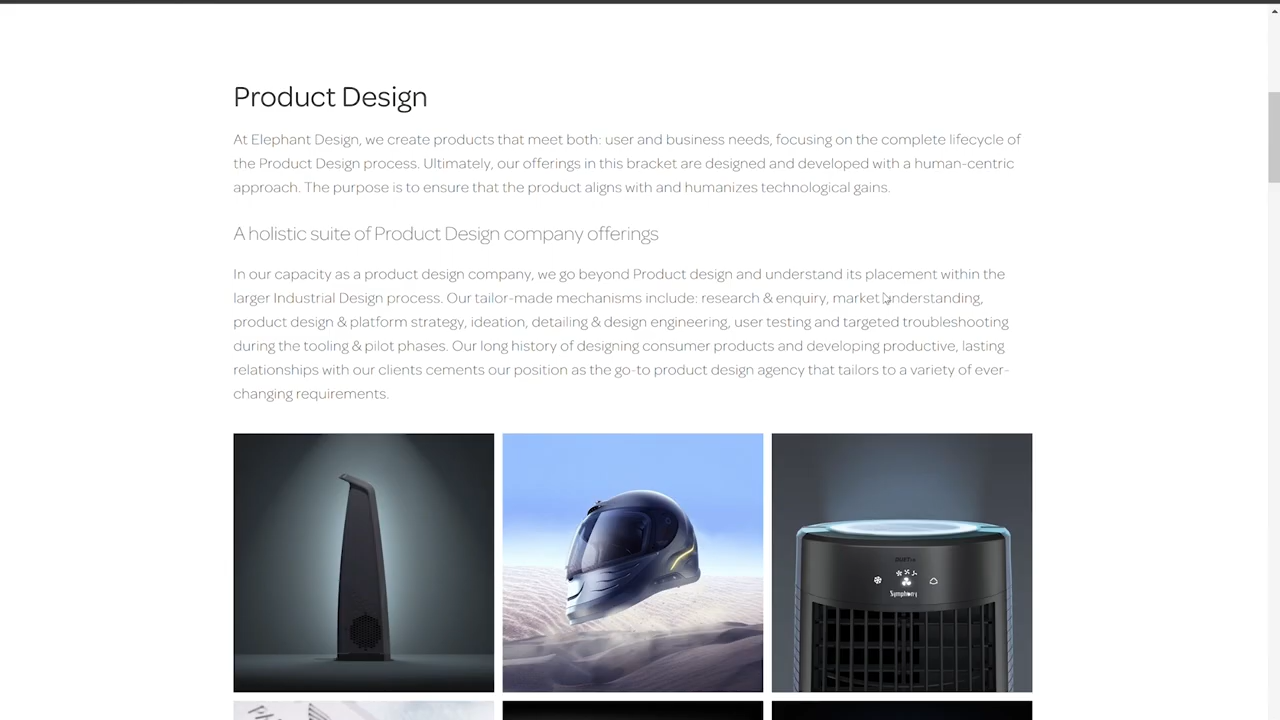 Product Design
At Elephant Design, we create products that meet both: user and business needs, focusing on the complete lifecycle of
the Product Design process. Ultimately, our offerings in this bracket are designed and developed with a human-centric
approach. The purpose is to ensure that the product aligns with and humanizes technological gains.
A holistic suite of Product Design company offerings
In our capacity as a product design company, we go beyond Product design and understand its placement within the
larger Industrial Design process. Our tailor-made mechanisms include: research & enquiry, market understanding,
product design & platform strategy, ideation, detailing & design engineering, user testing and targeted troubleshooting
during the tooling & pilot phases. Our long history of designing consumer products and developing productive, lasting
relationships with our clients cements our position as the go-to product design agency that tailors to a variety of ever-
changing requirements.
Symphony